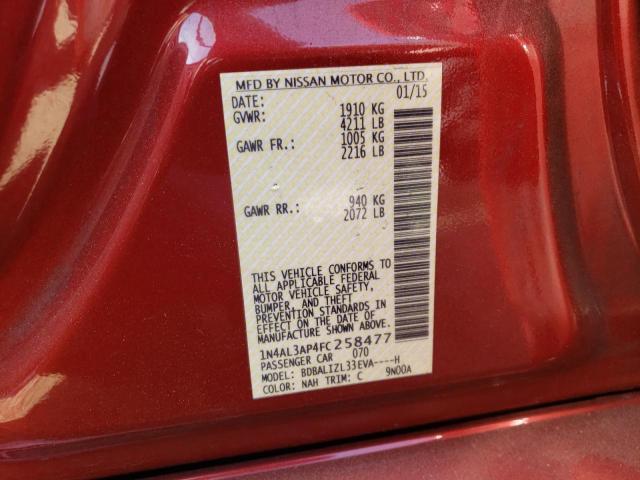 MFD BY NISSAN MOTOR CO., LTD.
DATE: 01/15
GVWR: 1910 KG
4211 LB
GAWR FR.: 1005 KG
2216 LB
GAWR RR.: 940 KG
2072 LB
THIS VEHICLE CONFORMS TO
ALL APPLICABLE FEDERAL
MOTOR VEHICLE SAFETY,
BUMPER, AND THEFT
PREVENTION STANDARDS IN
EFFECT ON THE DATE OF
MANUFACTURE SHOWN ABOVE.
1N4AL3AP4FC258477
PASSENGER CAR 070
MODEL: BDBALIZL33EVA----H
COLOR: NAH TRIM: C 9N00A